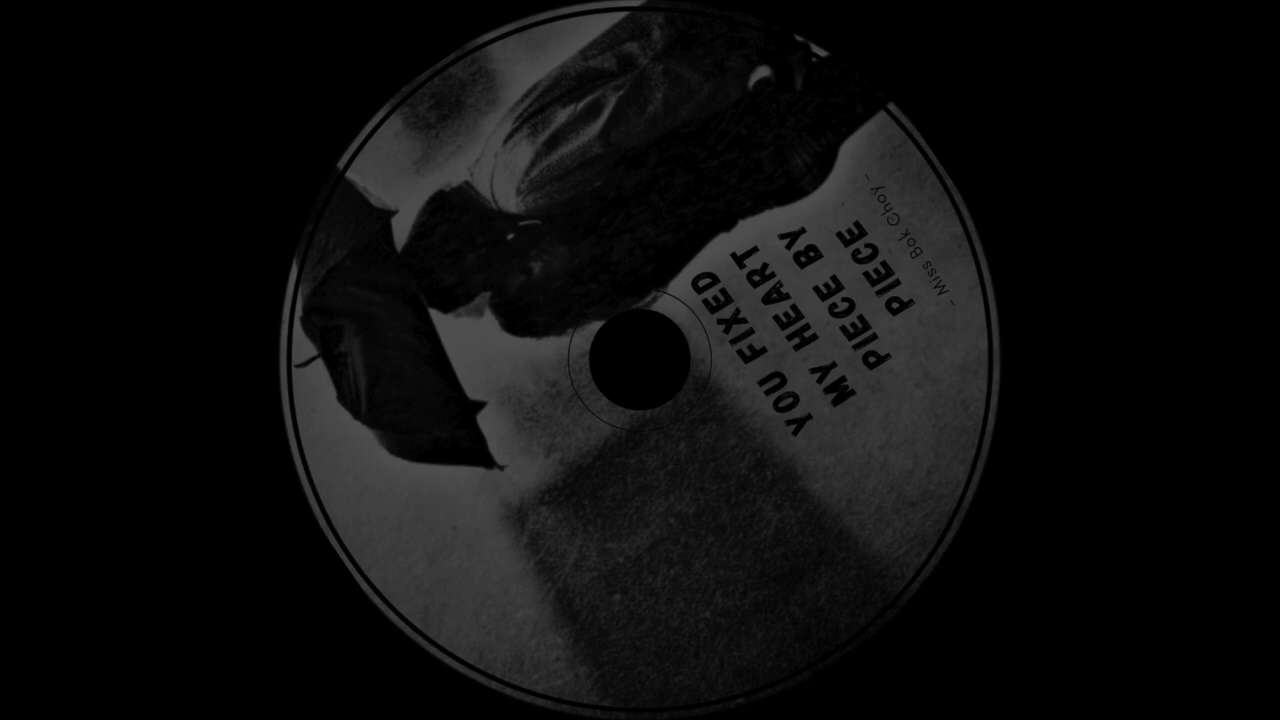 YOU FIXED
MY HEART
PIECE BY
PIECE
- Miss Bok Choy -